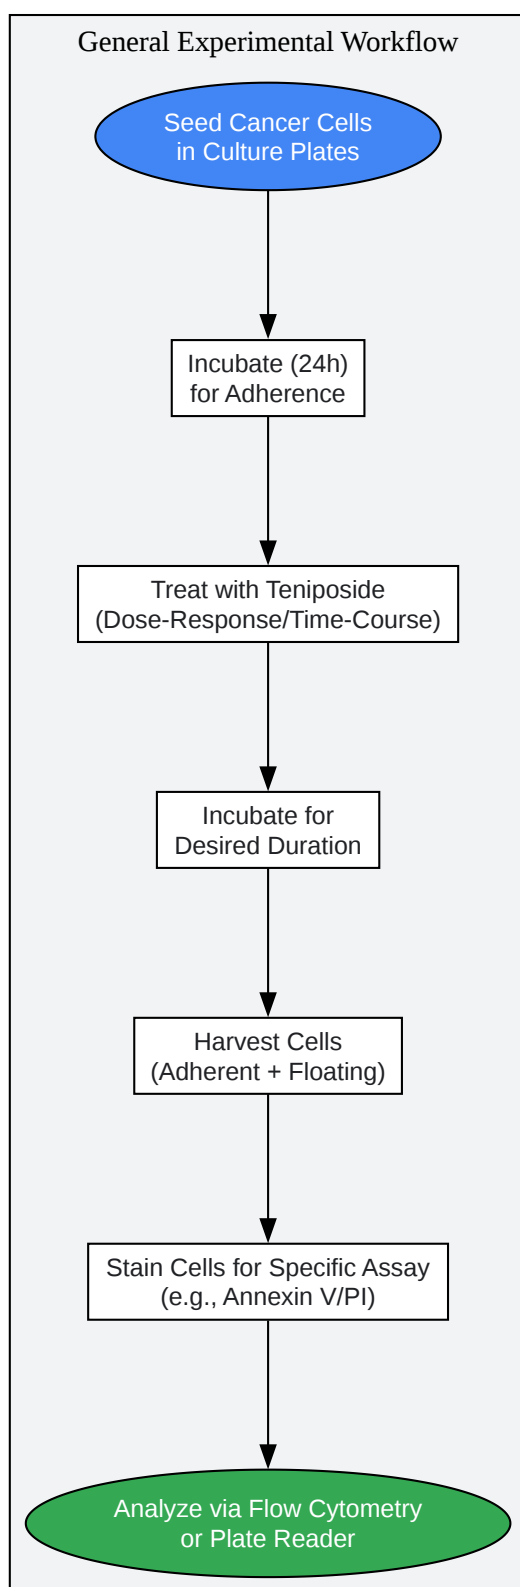 General Experimental Workflow
Seed Cancer Cells
in Culture Plates
Incubate (24h)
for Adherence
Treat with Teniposide
(Dose-Response/Time-Course)
Incubate for
Desired Duration
Harvest Cells
(Adherent + Floating)
Stain Cells for Specific Assay
(e.g., Annexin V/PI)
Analyze via Flow Cytometry
or Plate Reader